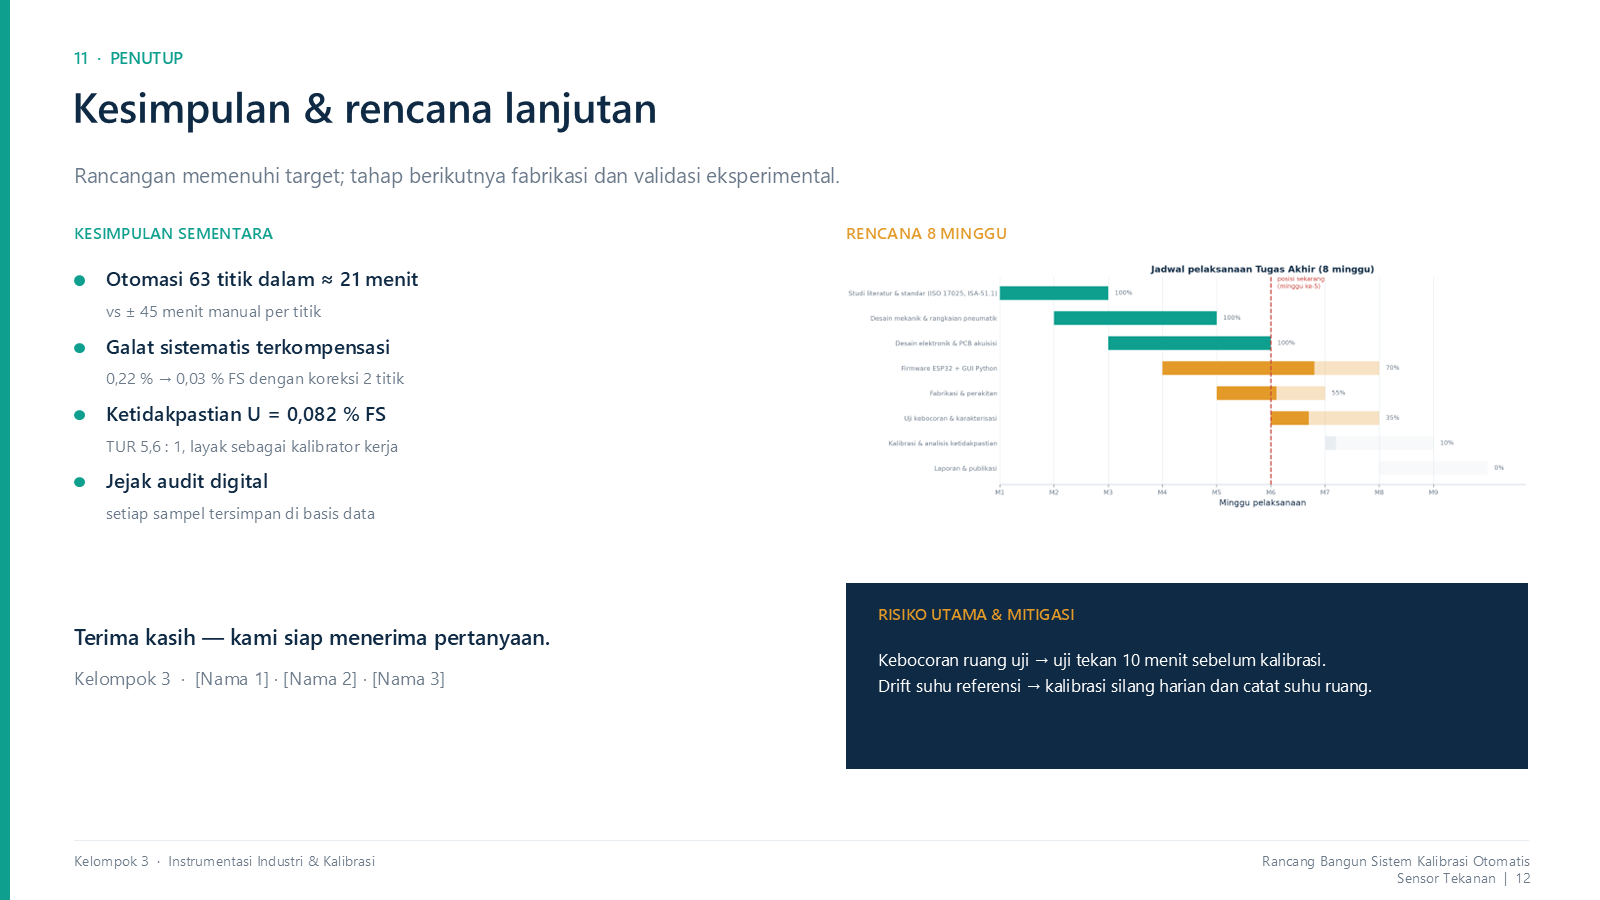 11 · PENUTUP
Kesimpulan & rencana lanjutan
Rancangan memenuhi target; tahap berikutnya fabrikasi dan validasi eksperimental.
KESIMPULAN SEMENTARA
Otomasi 63 titik dalam ≈ 21 menit
vs ± 45 menit manual per titik
Galat sistematis terkompensasi
0,22 % → 0,03 % FS dengan koreksi 2 titik
Ketidakpastian U = 0,082 % FS
TUR 5,6 : 1, layak sebagai kalibrator kerja
Jejak audit digital
setiap sampel tersimpan di basis data
Terima kasih — kami siap menerima pertanyaan.
Kelompok 3 · [Nama 1] · [Nama 2] · [Nama 3]
RENCANA 8 MINGGU
Jadwal pelaksanaan Tugas Akhir (8 minggu)
posisi sekarang
(minggu ke-5)
Studi literatur & standar (ISO 17025, ISA-51.1) 100%
Desain mekanik & rangkaian pneumatik 100%
Desain elektronik & PCB akuisisi 100%
Firmware ESP32 + GUI Python 70%
Fabrikasi & perakitan 55%
Uji kebocoran & karakterisasi 35%
Kalibrasi & analisis ketidakpastian 10%
Laporan & publikasi 0%
M1 M2 M3 M4 M5 M6 M7 M8 M9
Minggu pelaksanaan
RISIKO UTAMA & MITIGASI
Kebocoran ruang uji → uji tekan 10 menit sebelum kalibrasi.
Drift suhu referensi → kalibrasi silang harian dan catat suhu ruang.
Kelompok 3 · Instrumentasi Industri & Kalibrasi
Rancang Bangun Sistem Kalibrasi Otomatis
Sensor Tekanan | 12